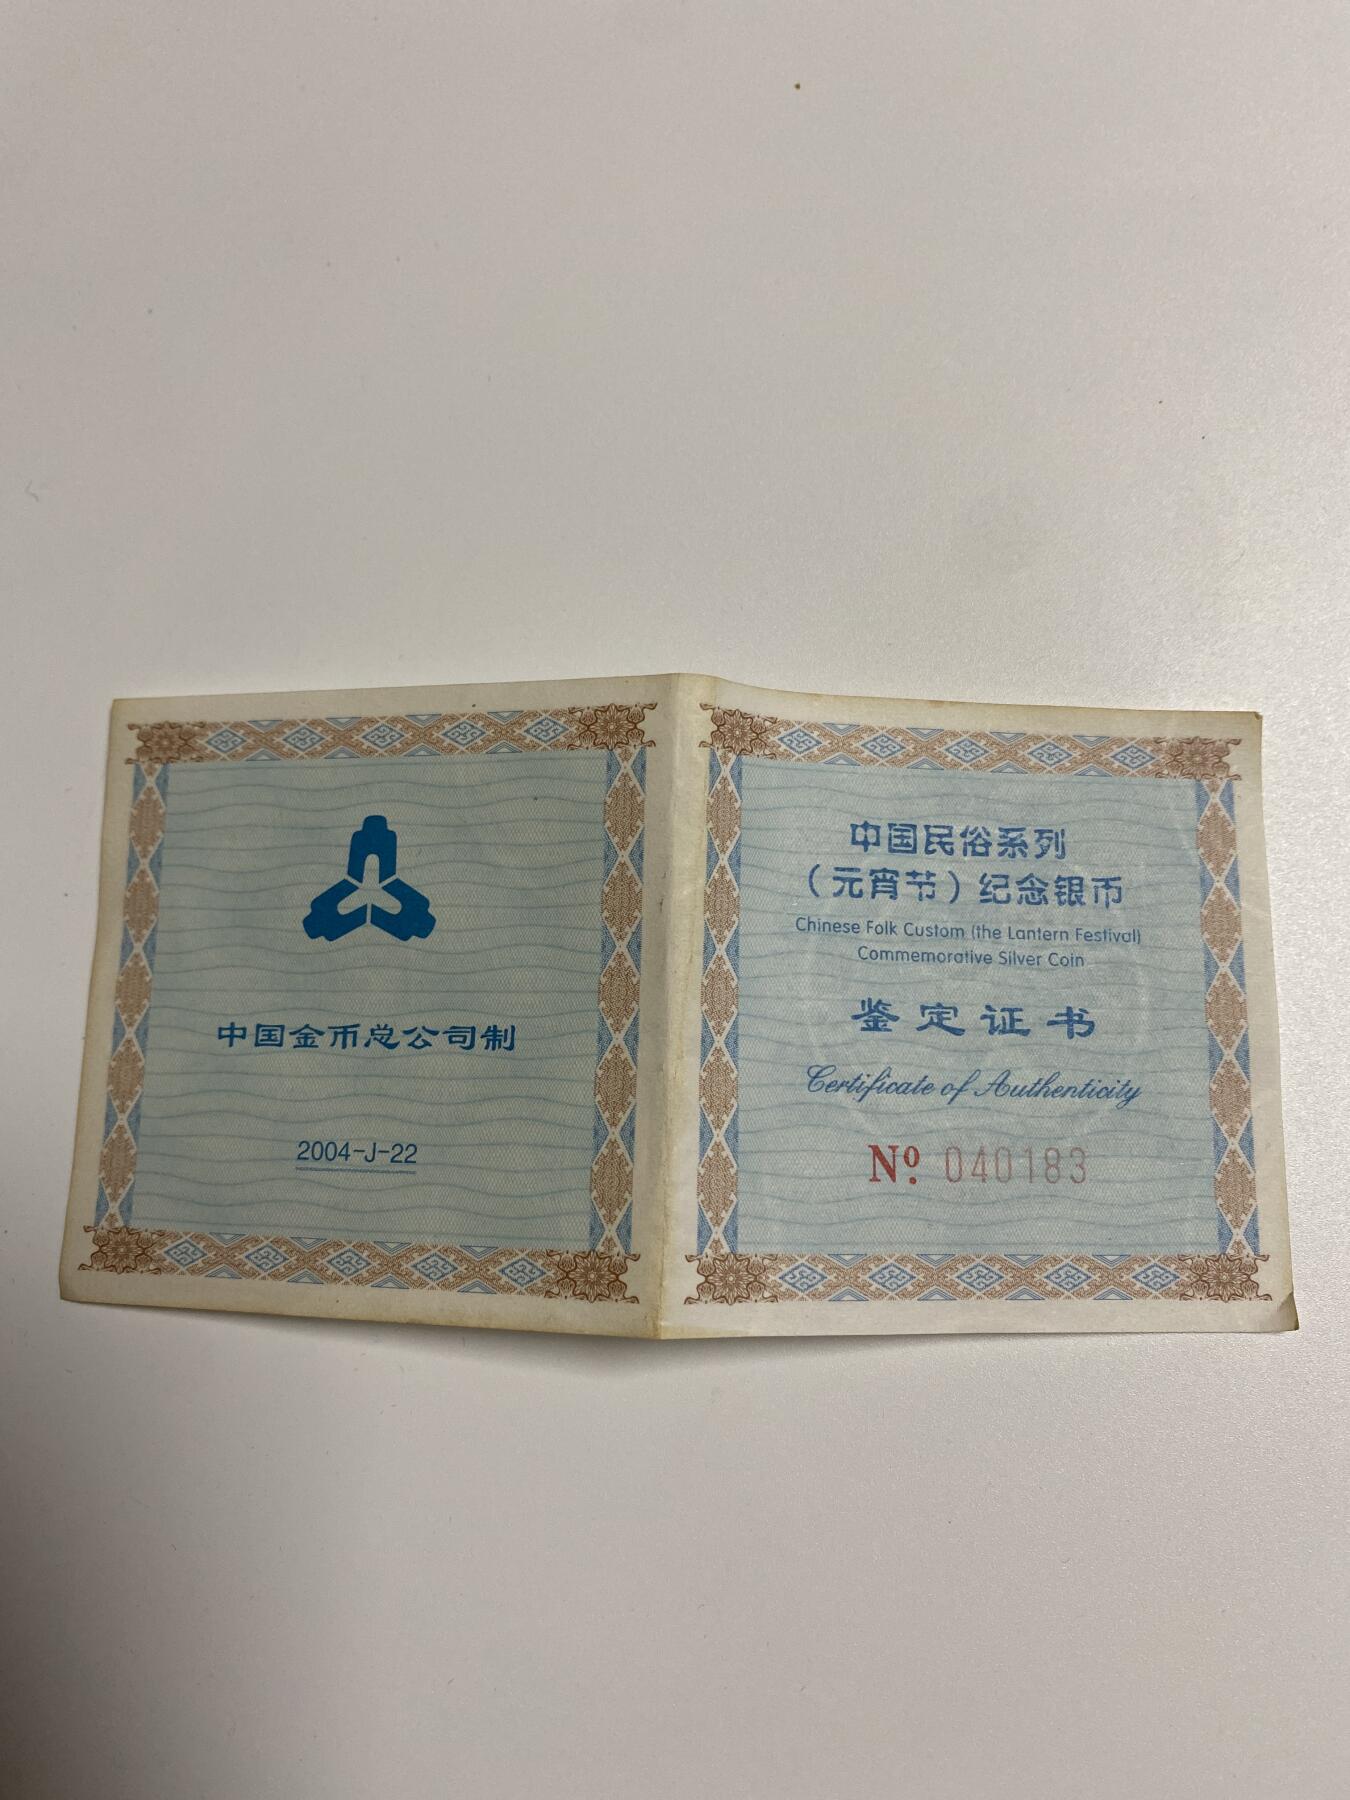 中国金币总公司制
2004-J-22
中国民俗系列
（元宵节）纪念银币
Chinese Folk Custom (the Lantern Festival)
Commemorative Silver Coin
鉴定证书
Certificate of Authenticity
Nº. 040183